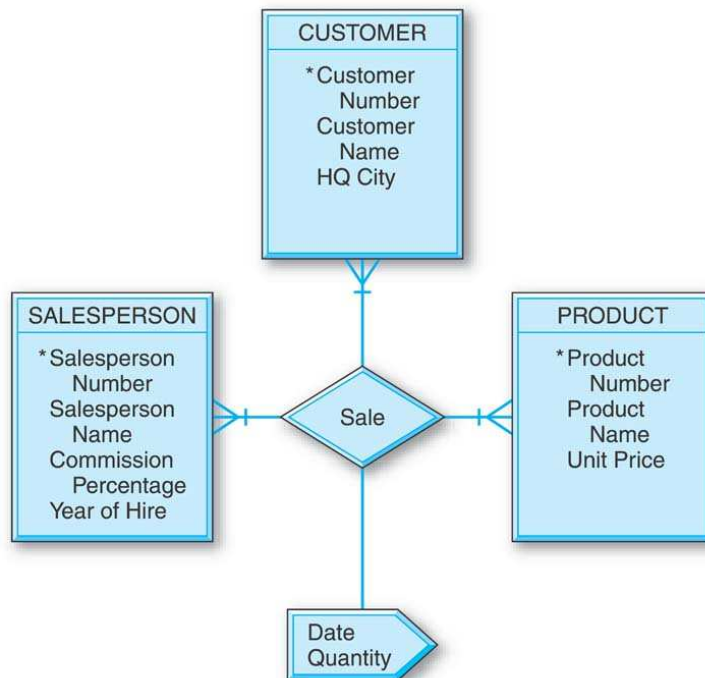 CUSTOMER
*Customer
Number
Customer
Name
HQ City
SALESPERSON
*Salesperson
Number
Salesperson
Name
Commission
Percentage
Year of Hire
Sale
PRODUCT
*Product
Number
Product
Name
Unit Price
Date
Quantity